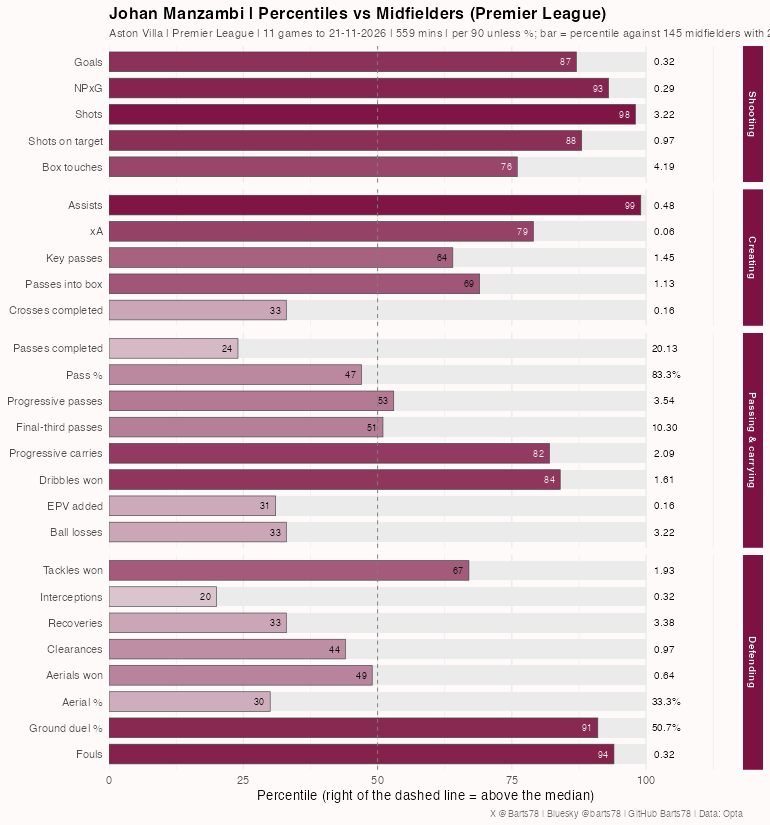 Johan Manzambi | Percentiles vs Midfielders (Premier League)
Aston Villa | Premier League | 11 games to 21-11-2026 | 559 mins | per 90 unless %; bar = percentile against 145 midfielders with 2
Goals 87 0.32
NPxG 93 0.29
Shots 98 3.22
Shots on target 88 0.97
Box touches 76 4.19
Shooting
Assists 99 0.48
xA 79 0.06
Key passes 64 1.45
Passes into box 69 1.13
Crosses completed 33 0.16
Creating
Passes completed 24 20.13
Pass % 47 83.3%
Progressive passes 53 3.54
Final-third passes 51 10.30
Progressive carries 82 2.09
Dribbles won 84 1.61
EPV added 31 0.16
Ball losses 33 3.22
Passing & carrying
Tackles won 67 1.93
Interceptions 20 0.32
Recoveries 33 3.38
Clearances 44 0.97
Aerials won 49 0.64
Aerial % 30 33.3%
Ground duel % 91 50.7%
Fouls 94 0.32
Defending
0 25 50 75 100
Percentile (right of the dashed line = above the median)
X @Barts78 | Bluesky @barts78 | GitHub Barts78 | Data: Opta